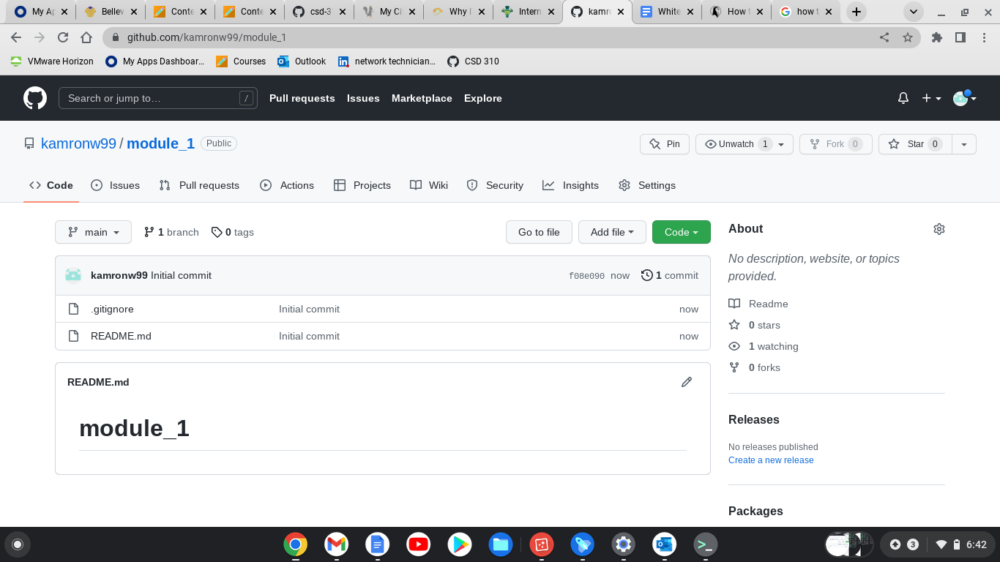 My Ap
Bellev
Conte
Conte
csd-3
My Ci
Why D
Intern
kamro
White
How t
how t
github.com/kamronw99/module_1
VMware Horizon
My Apps Dashboar...
Courses
Outlook
network technician...
CSD 310
Search or jump to…
/
Pull requests
Issues
Marketplace
Explore
kamronw99 / module_1 Public
Pin
Unwatch 1
Fork 0
Star 0
Code
Issues
Pull requests
Actions
Projects
Wiki
Security
Insights
Settings
main
1 branch
0 tags
Go to file
Add file
Code
kamronw99 Initial commit
f08e090 now
1 commit
.gitignore Initial commit now
README.md Initial commit now
README.md
module_1
About
No description, website, or topics
provided.
Readme
0 stars
1 watching
0 forks
Releases
No releases published
Create a new release
Packages
3
6:42